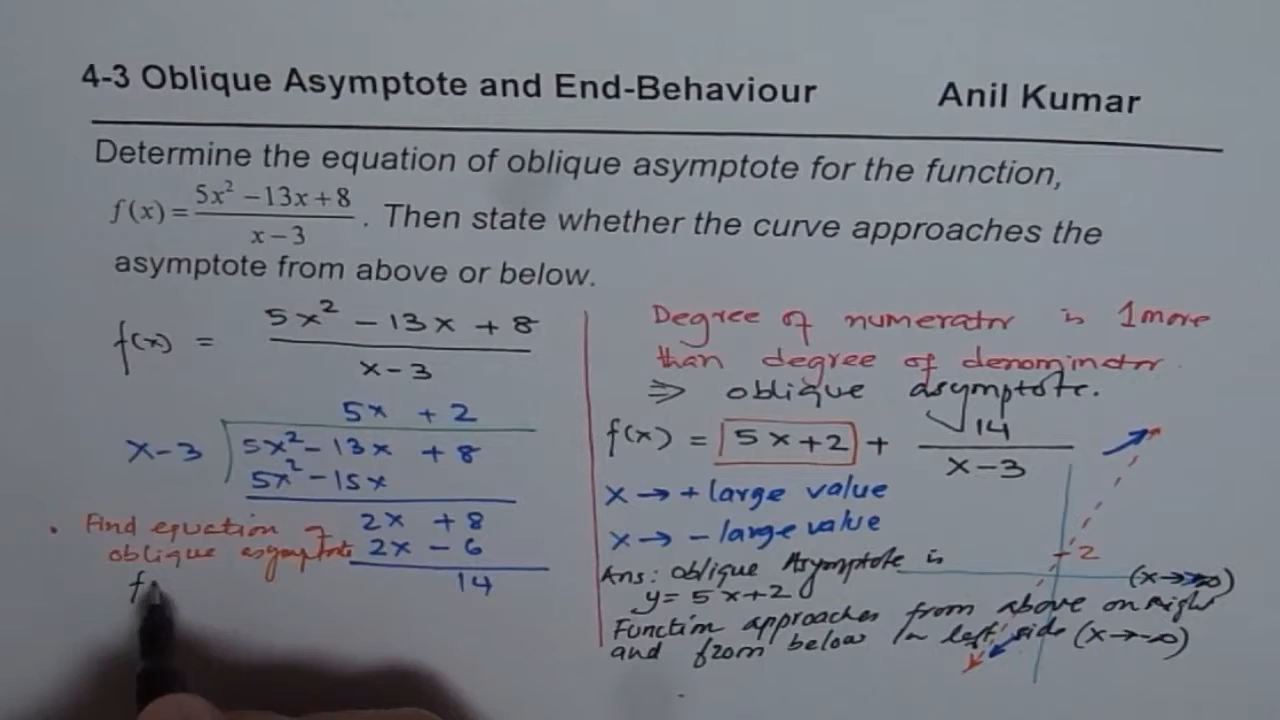 4-3 Oblique Asymptote and End-Behaviour Anil Kumar
Determine the equation of oblique asymptote for the function,
f(x) = (5x² − 13x + 8)/(x − 3). Then state whether the curve approaches the
asymptote from above or below.
f(x) = (5x² − 13x + 8)/(x − 3)
5x + 2
x − 3 5x² − 13x + 8
5x² − 15x
2x + 8
2x − 6
14
. Find equation of
oblique asymptote
f
Degree of numerator is 1 more
than degree of denominator.
⇒ oblique asymptote.
f(x) = 5x+2 + 14/(x−3)
x → + large value
x → − large value
Ans: Oblique Asymptote is
y = 5x+2
Function approaches from above on right (x→∞)
and from below in left side (x→−∞)
2